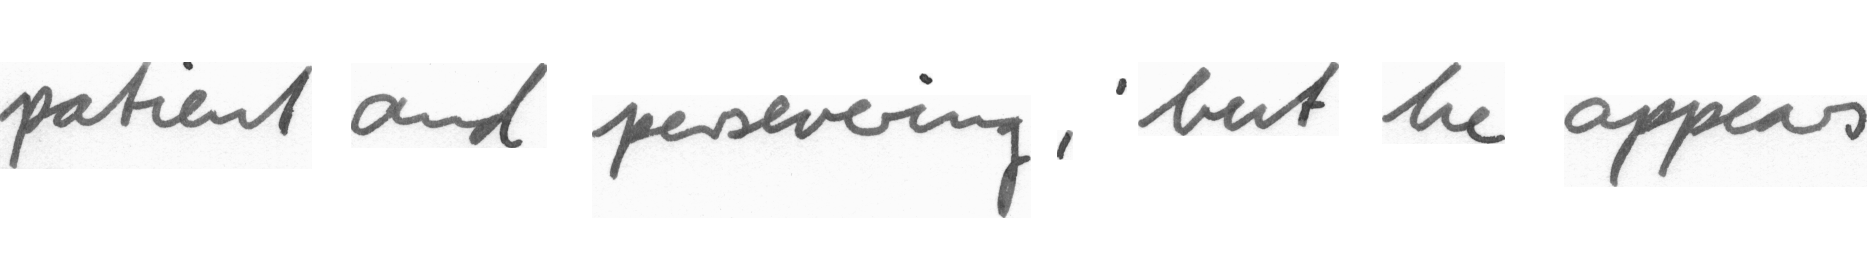 patient and persevering, ' but he appears